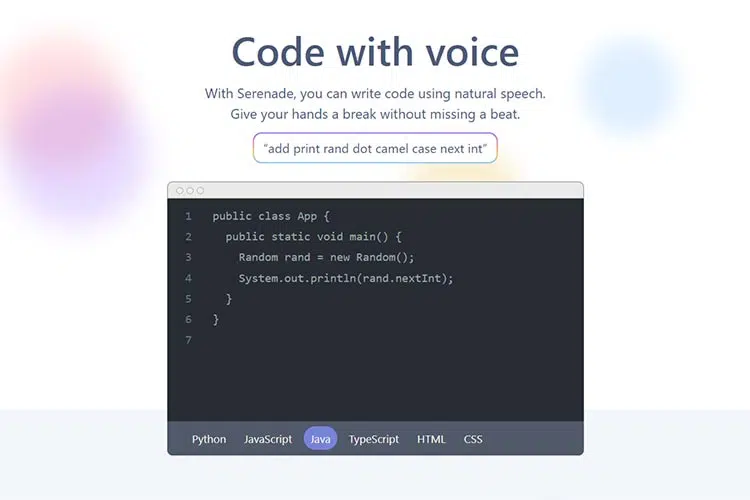 Code with voice
With Serenade, you can write code using natural speech.
Give your hands a break without missing a beat.
“add print rand dot camel case next int”
1 public class App {
2 public static void main() {
3 Random rand = new Random();
4 System.out.println(rand.nextInt);
5 }
6 }
7
Python JavaScript Java TypeScript HTML CSS